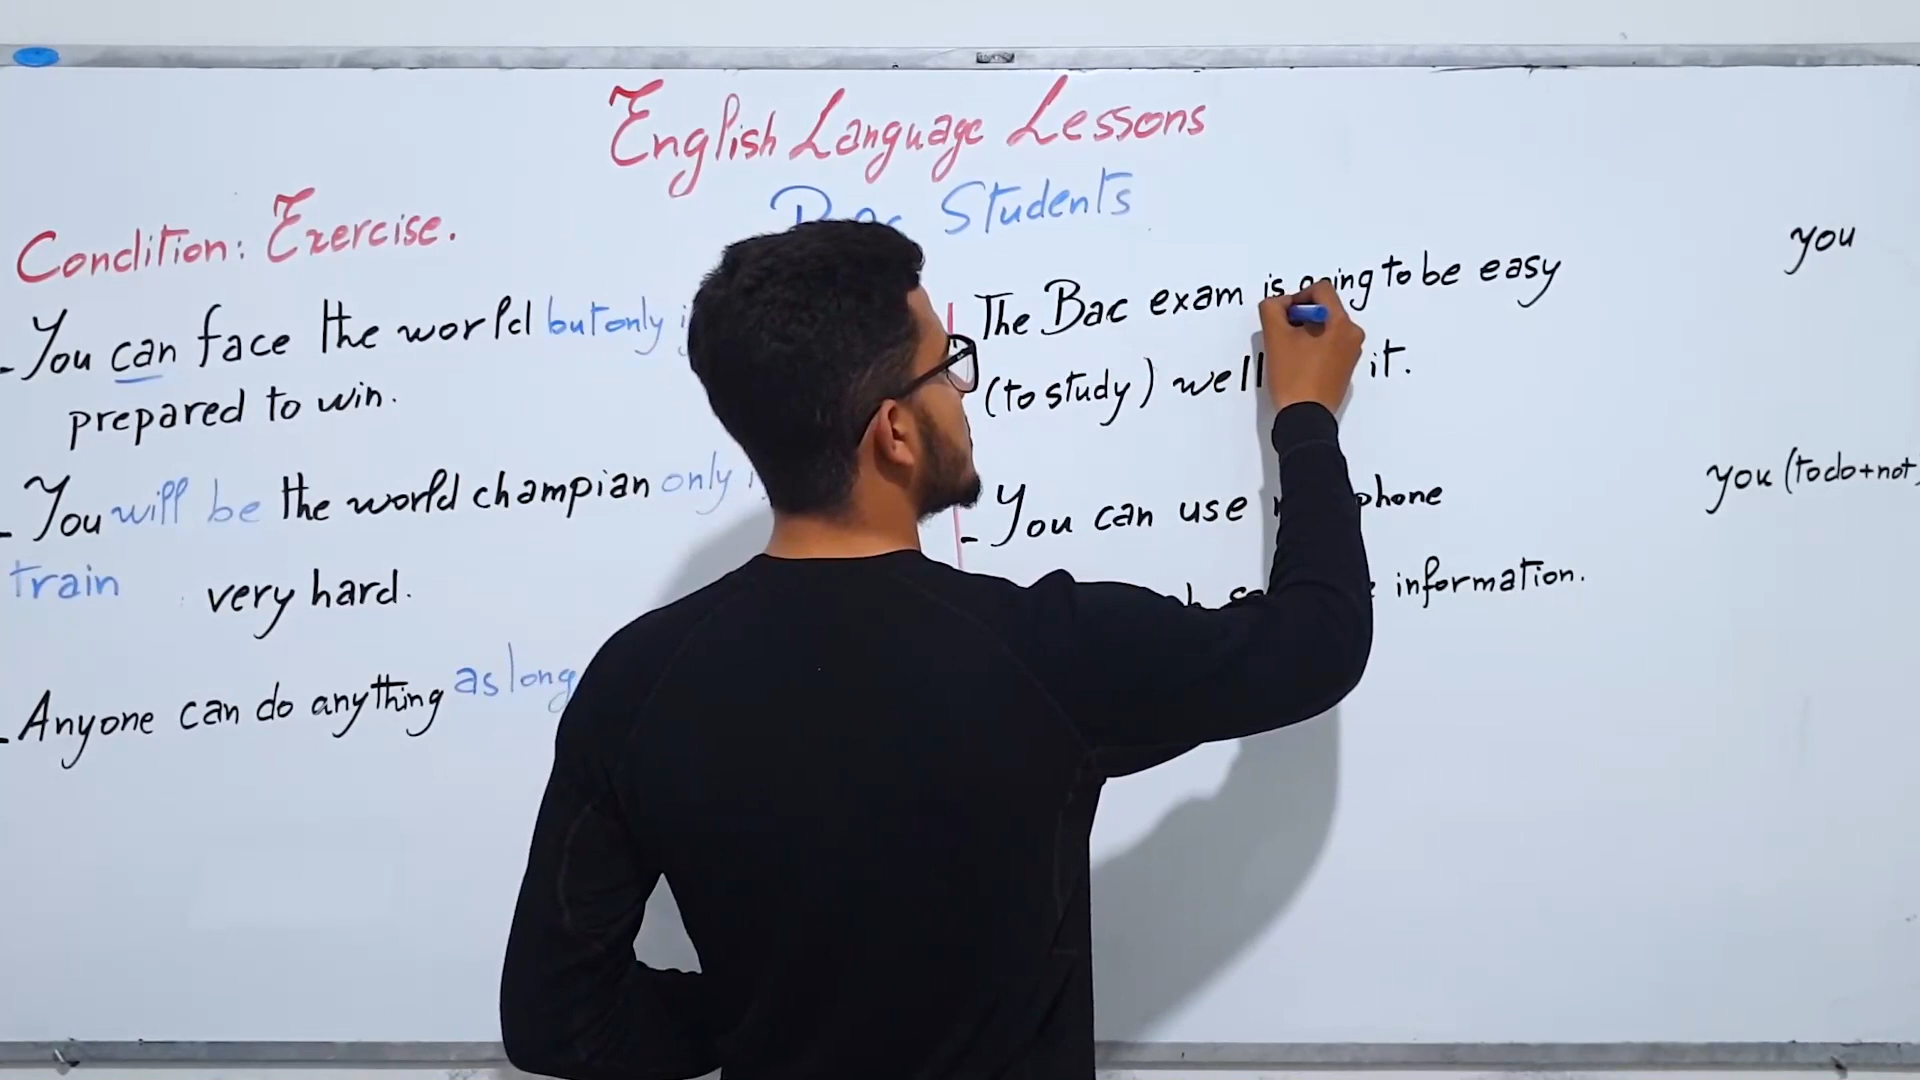 English Language Lessons
Students
Condition: Exercise.
- You can face the world but only
prepared to win.
- You will be the world champian only
train very hard.
- Anyone can do anything as long
The Bac exam is going to be easy you
(to study) well it.
- You can use phone you (to do + not)
information.